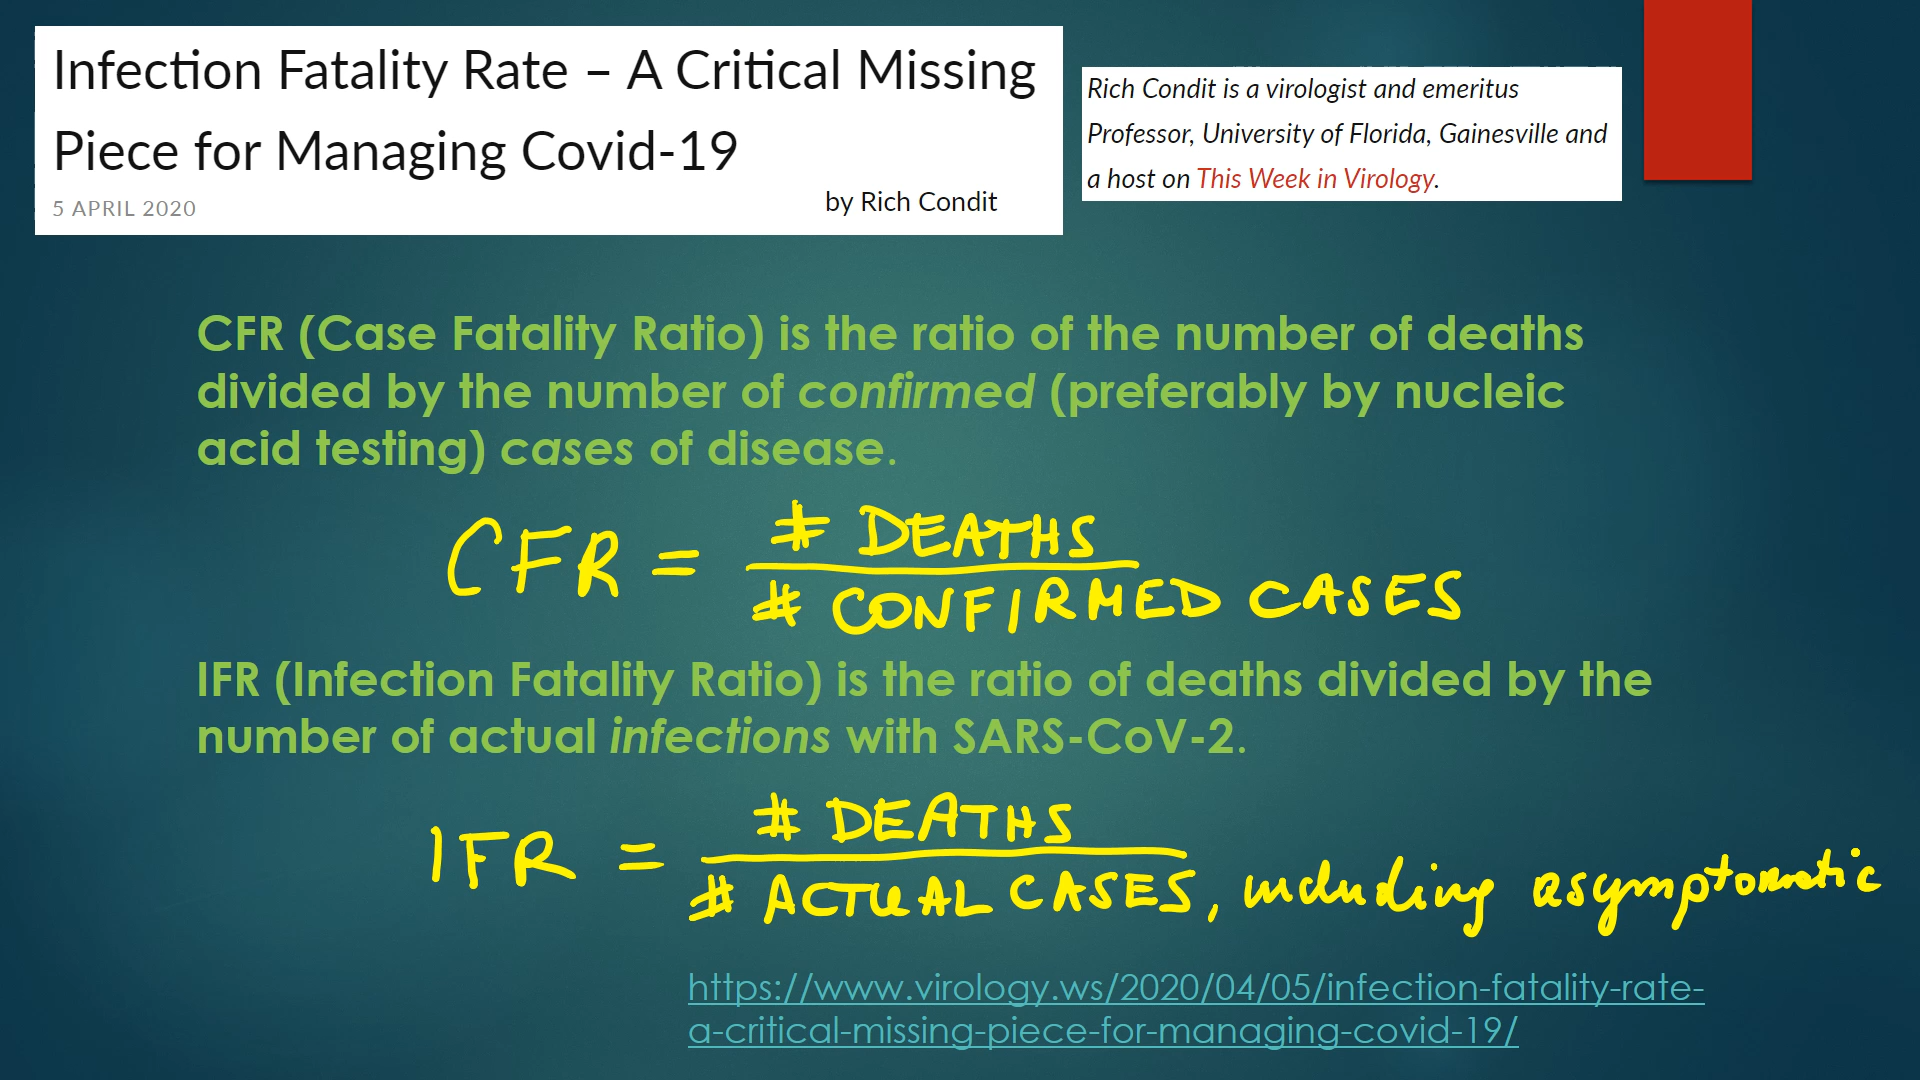 Infection Fatality Rate – A Critical Missing
Piece for Managing Covid-19
5 APRIL 2020
by Rich Condit
Rich Condit is a virologist and emeritus
Professor, University of Florida, Gainesville and
a host on This Week in Virology.
CFR (Case Fatality Ratio) is the ratio of the number of deaths
divided by the number of confirmed (preferably by nucleic
acid testing) cases of disease.
CFR = # DEATHS
# CONFIRMED CASES
IFR (Infection Fatality Ratio) is the ratio of deaths divided by the
number of actual infections with SARS-CoV-2.
IFR = # DEATHS
# ACTUAL CASES, including asymptomatic
https://www.virology.ws/2020/04/05/infection-fatality-rate-
a-critical-missing-piece-for-managing-covid-19/